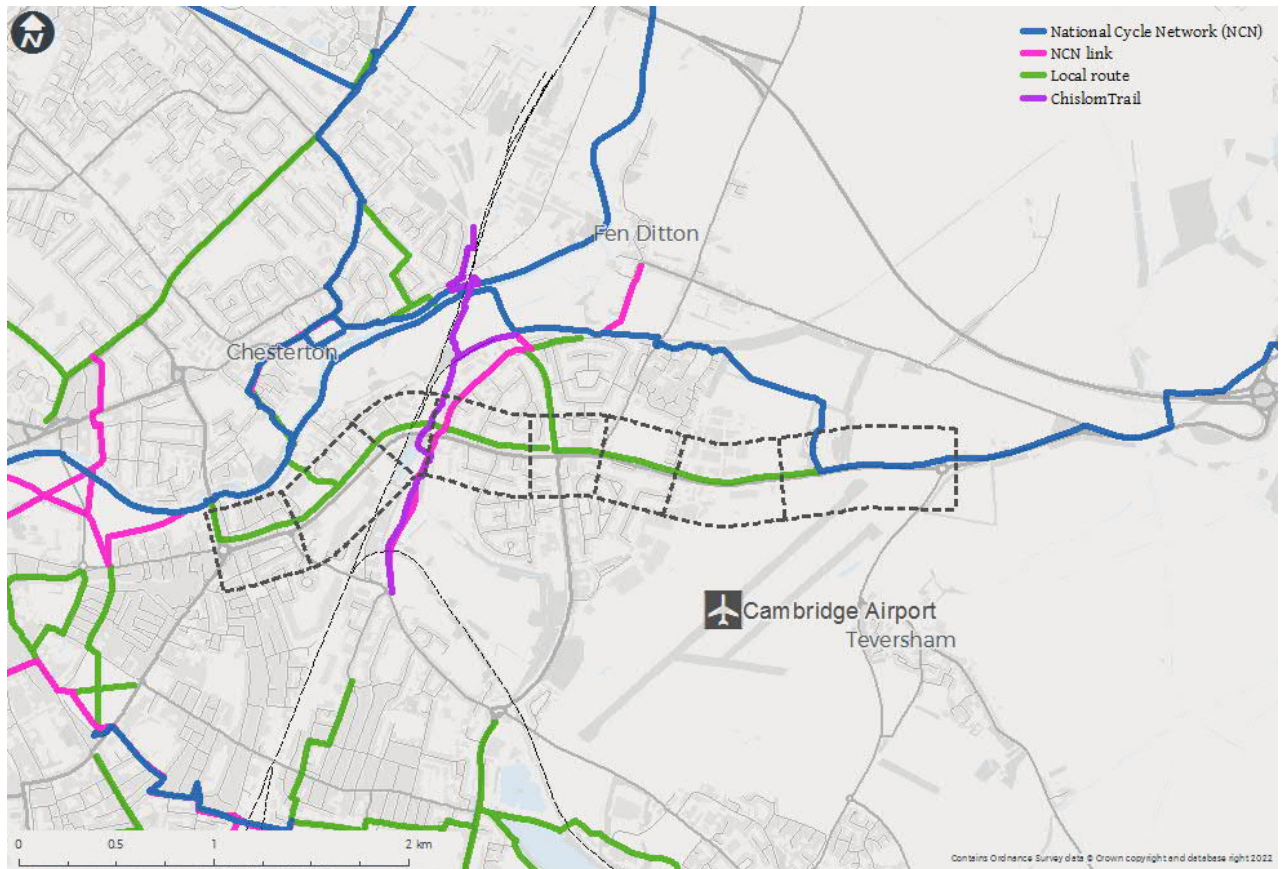 N
National Cycle Network (NCN)
NCN link
Local route
ChislomTrail
Fen Ditton
Chesterton
Cambridge Airport
Teversham
0 0.5 1 2 km
Contains Ordnance Survey data © Crown copyright and database right 2022